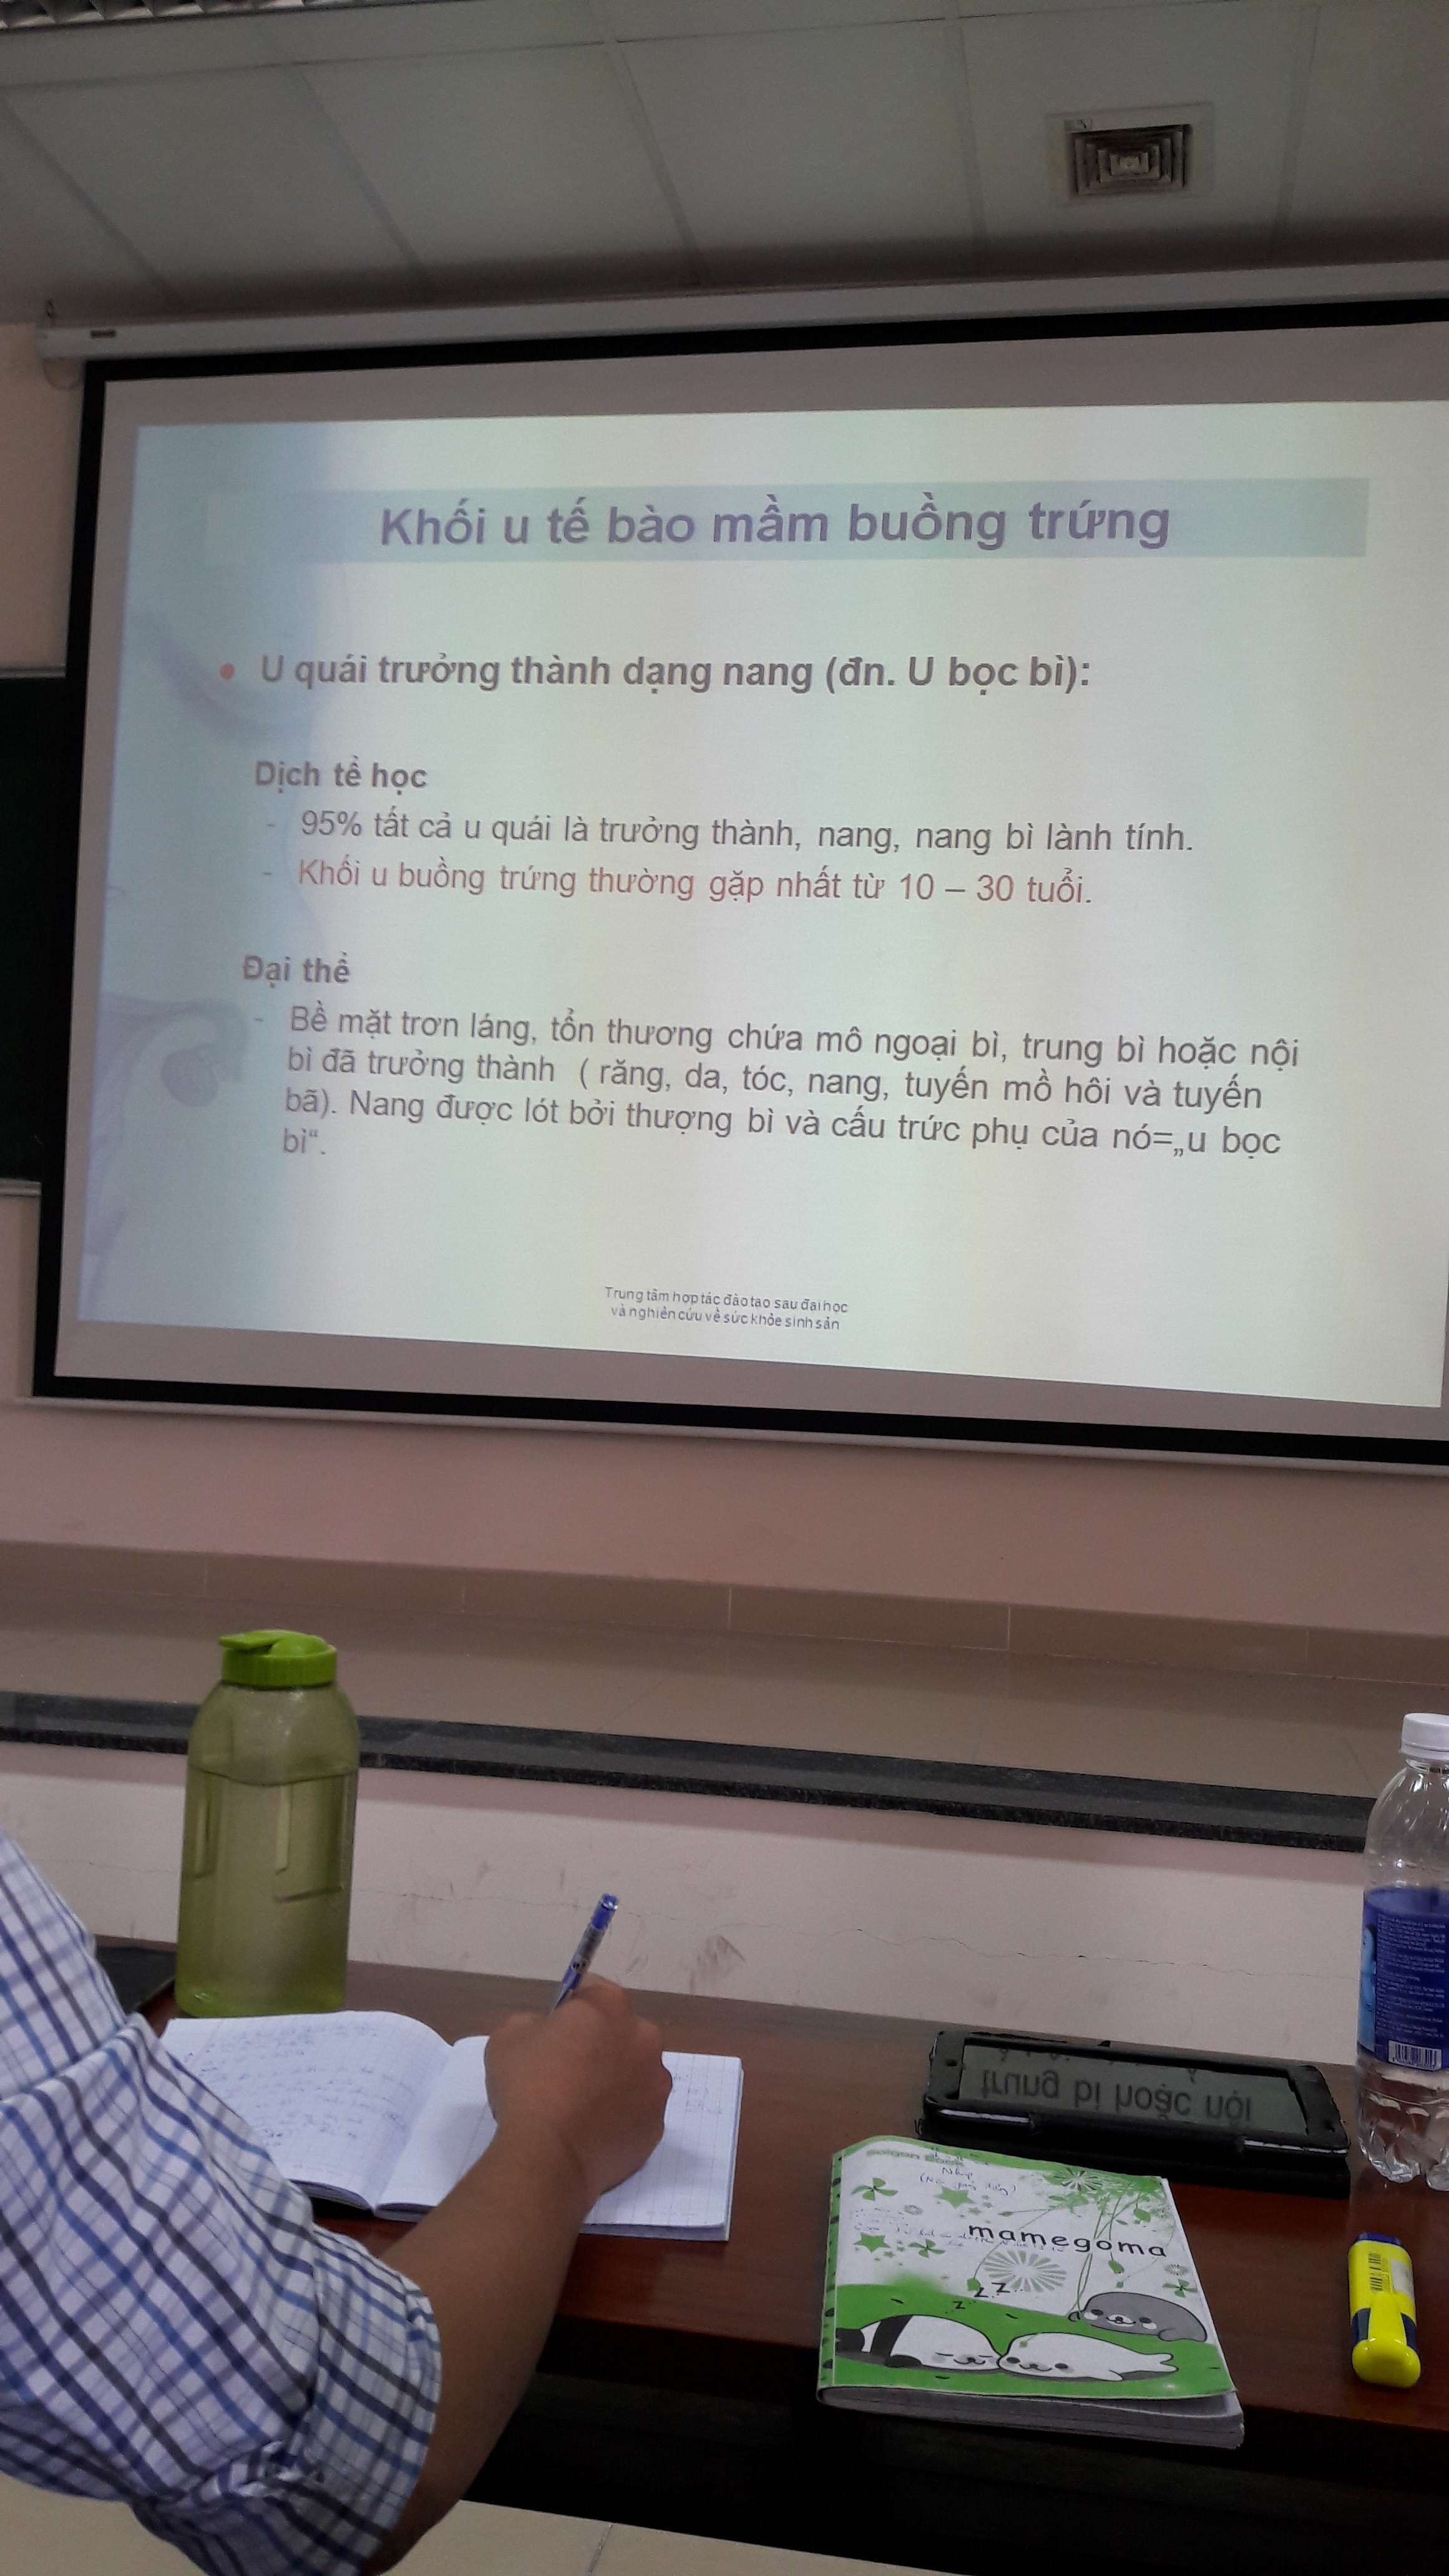 Khối u tế bào mầm buồng trứng
U quái trưởng thành dạng nang (đn. U bọc bì):
Dịch tễ học
- 95% tất cả u quái là trưởng thành, nang, nang bì lành tính.
- Khối u buồng trứng thường gặp nhất từ 10 – 30 tuổi.
Đại thể
- Bề mặt trơn láng, tổn thương chứa mô ngoại bì, trung bì hoặc nội
bì đã trưởng thành ( răng, da, tóc, nang, tuyến mồ hôi và tuyến
bã). Nang được lót bởi thượng bì và cấu trức phụ của nó=„u bọc
bì“.
Trung tâm hợp tác đào tạo sau đại học
và nghiên cứu về sức khỏe sinh sản
trung bì hoặc nội
Saigon Book
mamegoma
z z z